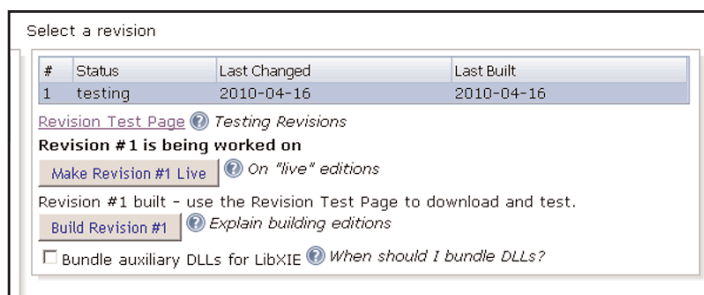 Select a revision
# Status Last Changed Last Built
1 testing 2010-04-16 2010-04-16
Revision Test Page ? Testing Revisions
Revision #1 is being worked on
Make Revision #1 Live ? On "live" editions
Revision #1 built - use the Revision Test Page to download and test.
Build Revision #1 ? Explain building editions
Bundle auxiliary DLLs for LibXIE ? When should I bundle DLLs?